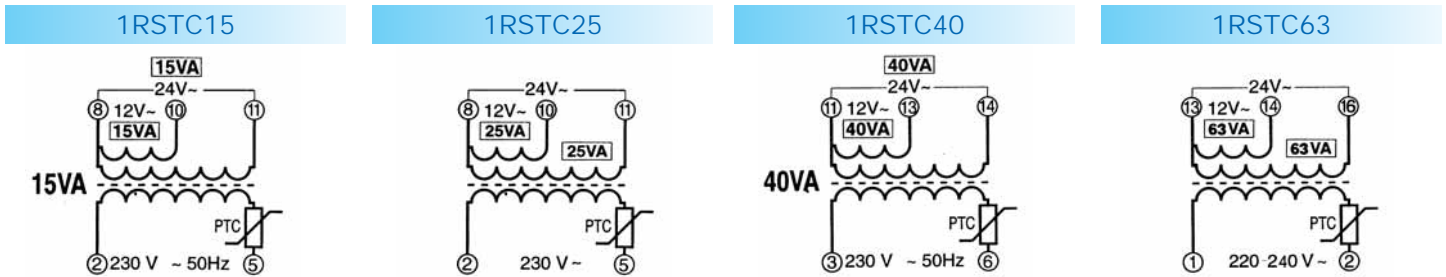 1RSTC15
15VA
24V~
8 12V~ 10 11
15VA
15VA
PTC
2 230 V ~ 50Hz 5
1RSTC25
24V~
8 12V~ 10 11
25VA
25VA
PTC
2 230 V ~ 5
1RSTC40
40VA
24V~
11 12V~ 13 14
40VA
40VA
PTC
3 230 V ~ 50Hz 6
1RSTC63
24V~
13 12V~ 14 16
63VA
63VA
PTC
1 220-240 V ~ 2